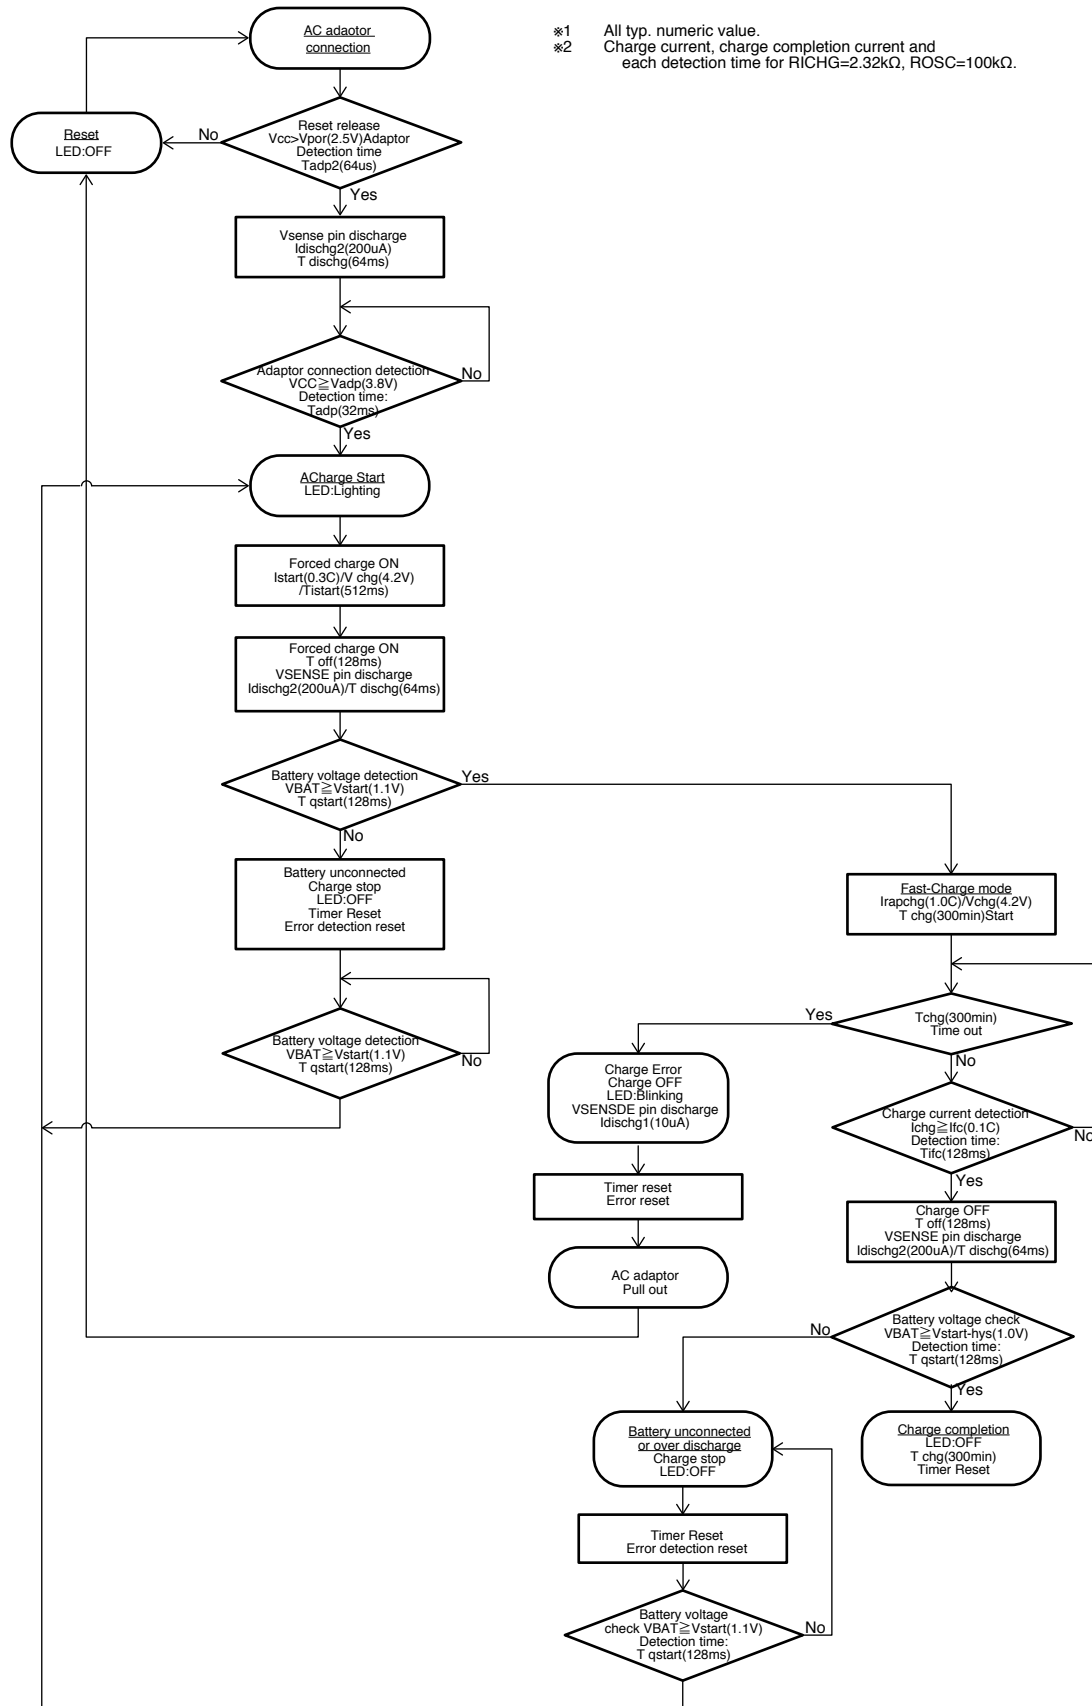 AC adaotor
connection
※1 All typ. numeric value.
※2 Charge current, charge completion current and
each detection time for RICHG=2.32kΩ, ROSC=100kΩ.
Reset
LED:OFF
No
Reset release
Vcc>Vpor(2.5V)Adaptor
Detection time
Tadp2(64us)
Yes
Vsense pin discharge
Idischg2(200uA)
T dischg(64ms)
Adaptor connection detection
VCC≧Vadp(3.8V)
Detection time:
Tadp(32ms)
No
Yes
ACharge Start
LED:Lighting
Forced charge ON
Istart(0.3C)/V chg(4.2V)
/Tistart(512ms)
Forced charge ON
T off(128ms)
VSENSE pin discharge
Idischg2(200uA)/T dischg(64ms)
Battery voltage detection
VBAT≧Vstart(1.1V)
T qstart(128ms)
Yes
No
Battery unconnected
Charge stop
LED:OFF
Timer Reset
Error detection reset
Battery voltage detection
VBAT≧Vstart(1.1V)
T qstart(128ms)
No
Fast-Charge mode
Irapchg(1.0C)/Vchg(4.2V)
T chg(300min)Start
Tchg(300min)
Time out
Yes
No
Charge Error
Charge OFF
LED:Blinking
VSENSDE pin discharge
Idischg1(10uA)
Timer reset
Error reset
AC adaptor
Pull out
Charge current detection
Ichg≧Ifc(0.1C)
Detection time:
Tifc(128ms)
No
Yes
Charge OFF
T off(128ms)
VSENSE pin discharge
Idischg2(200uA)/T dischg(64ms)
Battery voltage check
VBAT≧Vstart-hys(1.0V)
Detection time:
T qstart(128ms)
No
Yes
Charge completion
LED:OFF
T chg(300min)
Timer Reset
Battery unconnected
or over discharge
Charge stop
LED:OFF
Timer Reset
Error detection reset
Battery voltage
check VBAT≧Vstart(1.1V)
Detection time:
T qstart(128ms)
No